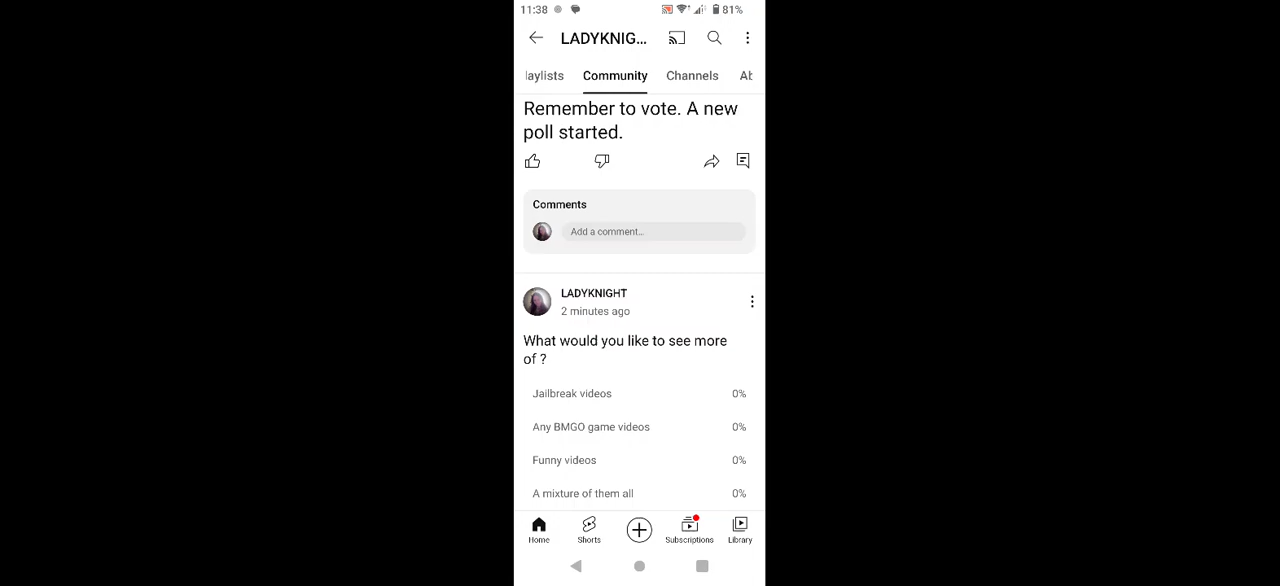 11:38 81%
LADYKNIG...
laylists Community Channels Ab
Remember to vote. A new
poll started.
Comments
Add a comment...
LADYKNIGHT
2 minutes ago
What would you like to see more
of ?
Jailbreak videos 0%
Any BMGO game videos 0%
Funny videos 0%
A mixture of them all 0%
Home Shorts Subscriptions Library